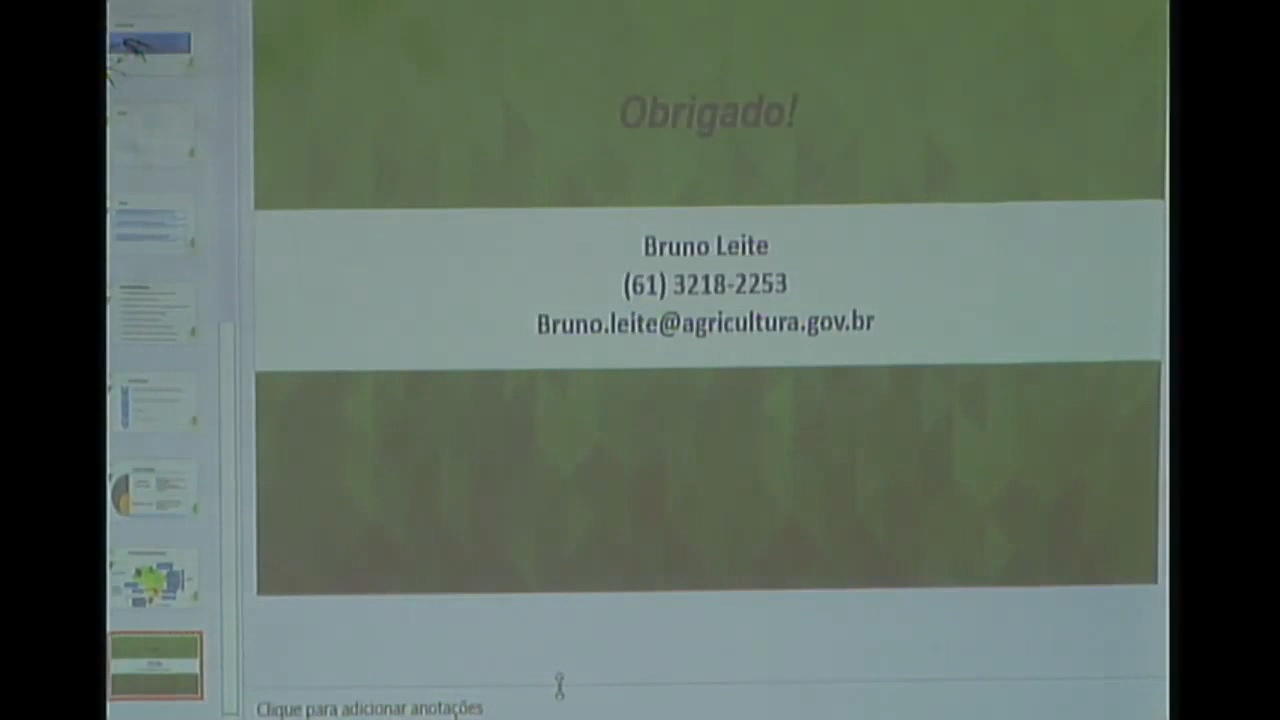 Obrigado!
Bruno Leite
(61) 3218-2253
Bruno.leite@agricultura.gov.br
Clique para adicionar anotações